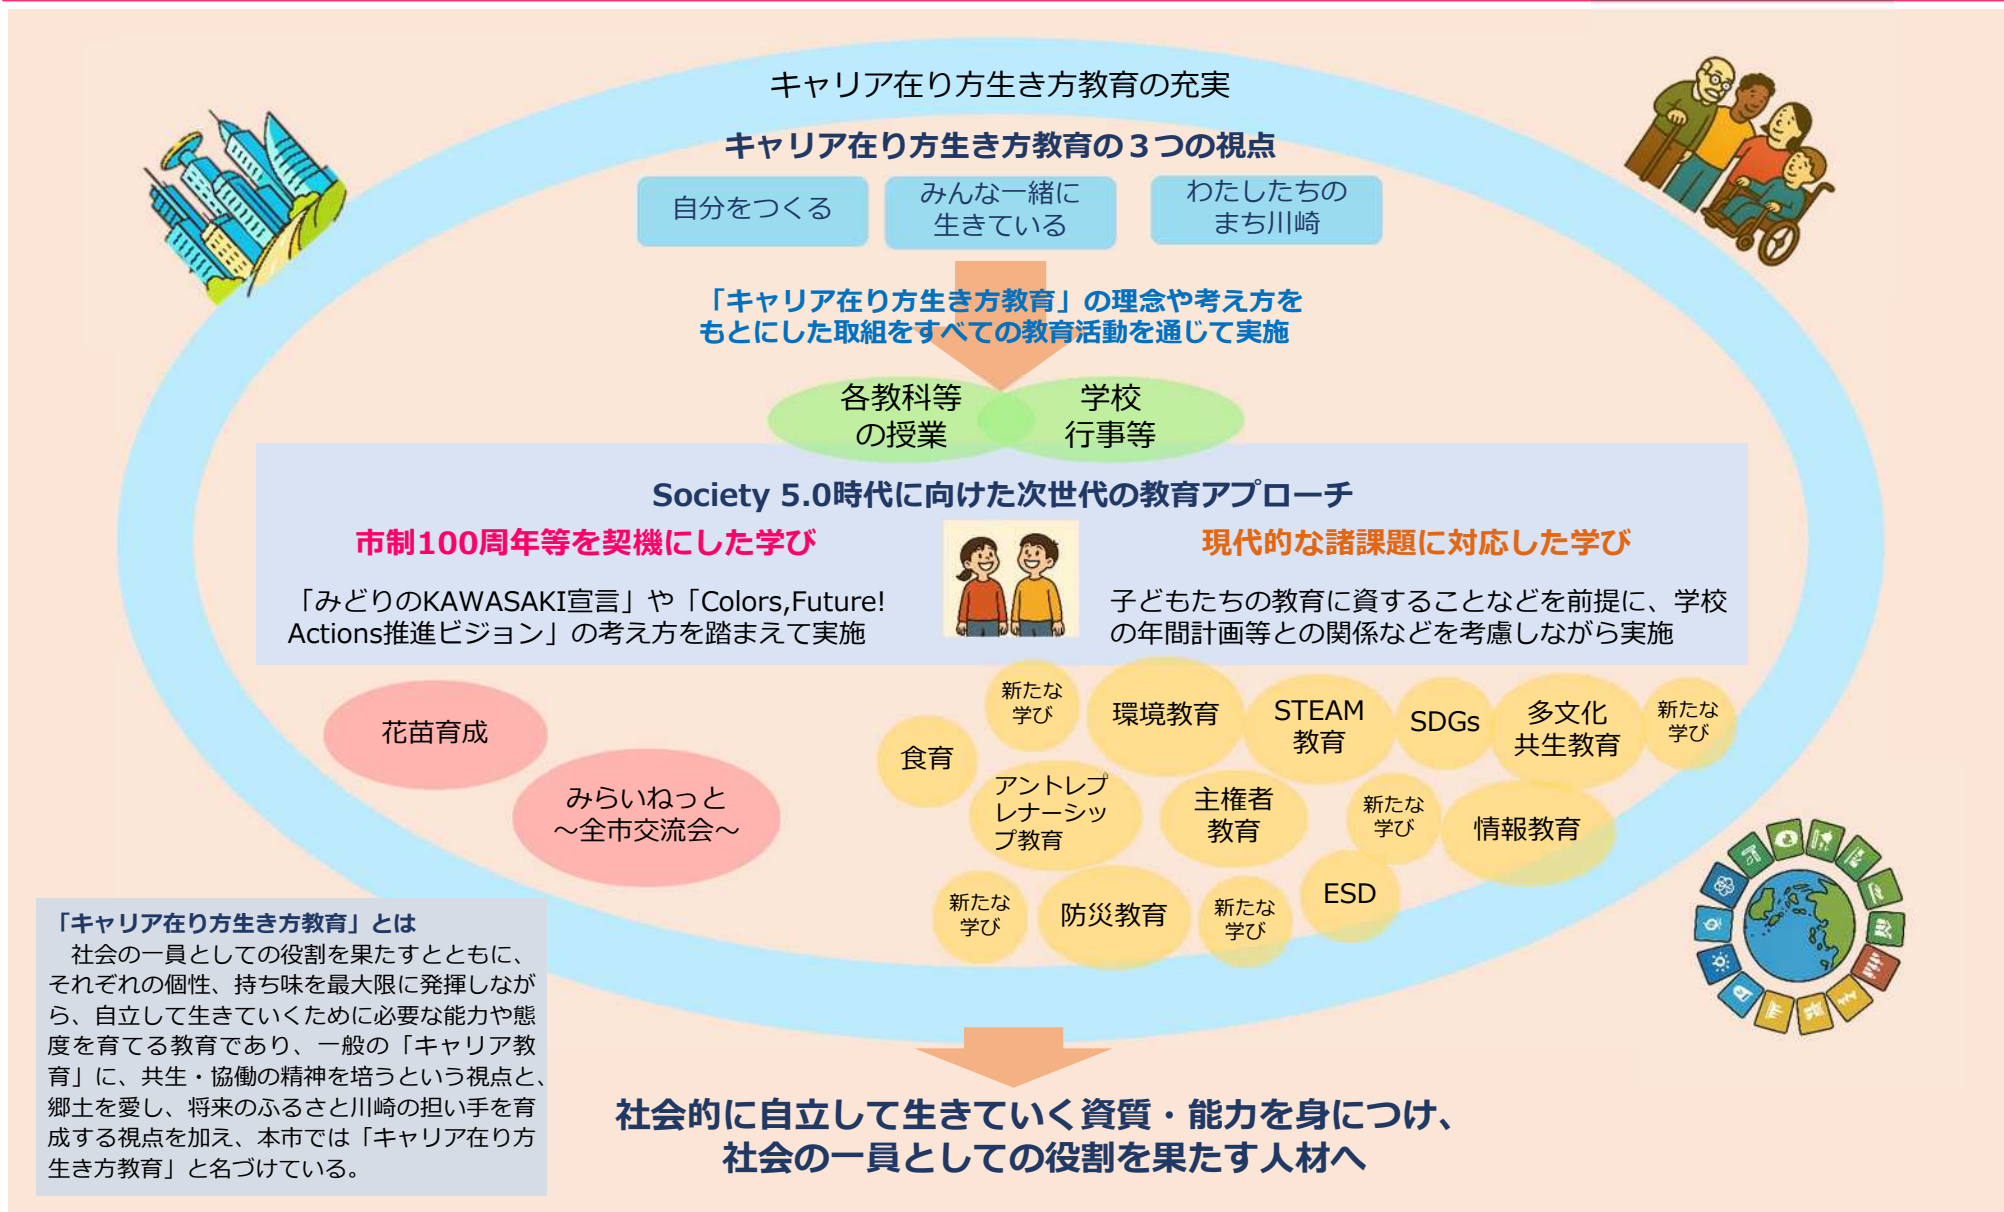 キャリア在り方生き方教育の充実
キャリア在り方生き方教育の３つの視点
自分をつくる
みんな一緒に
生きている
わたしたちの
まち川崎
「キャリア在り方生き方教育」の理念や考え方を
もとにした取組をすべての教育活動を通じて実施
各教科等
の授業
学校
行事等
Society 5.0時代に向けた次世代の教育アプローチ
市制100周年等を契機にした学び
「みどりのKAWASAKI宣言」や「Colors,Future!
Actions推進ビジョン」の考え方を踏まえて実施
現代的な諸課題に対応した学び
子どもたちの教育に資することなどを前提に、学校
の年間計画等との関係などを考慮しながら実施
花苗育成
みらいねっと
～全市交流会～
新たな
学び
環境教育
STEAM
教育
SDGs
多文化
共生教育
新たな
学び
食育
アントレプ
レナーシッ
プ教育
主権者
教育
新たな
学び
情報教育
新たな
学び
防災教育
新たな
学び
ESD
「キャリア在り方生き方教育」とは
　社会の一員としての役割を果たすとともに、
それぞれの個性、持ち味を最大限に発揮しなが
ら、自立して生きていくために必要な能力や態
度を育てる教育であり、一般の「キャリア教
育」に、共生・協働の精神を培うという視点と、
郷土を愛し、将来のふるさと川崎の担い手を育
成する視点を加え、本市では「キャリア在り方
生き方教育」と名づけている。
社会的に自立して生きていく資質・能力を身につけ、
社会の一員としての役割を果たす人材へ